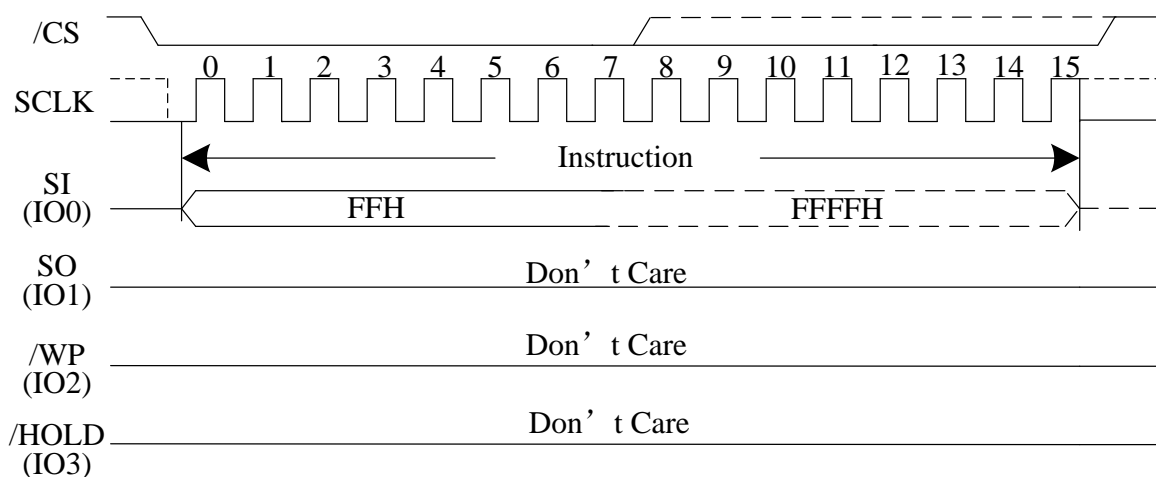 /CS
0 1 2 3 4 5 6 7 8 9 10 11 12 13 14 15
SCLK
Instruction
SI
(IO0)
FFH FFFFH
SO
(IO1)
Don’t Care
/WP
(IO2)
Don’t Care
/HOLD
(IO3)
Don’t Care